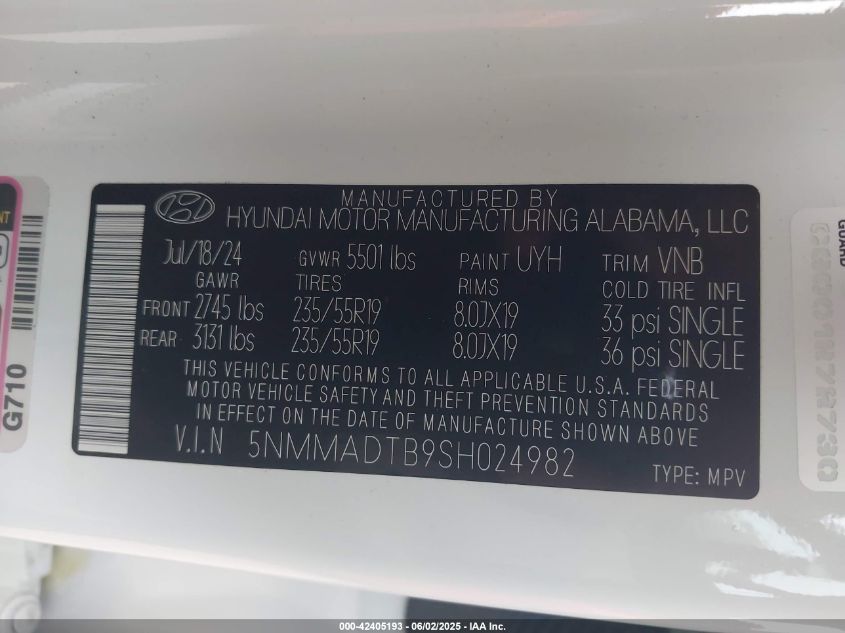 MANUFACTURED BY
HYUNDAI MOTOR MANUFACTURING ALABAMA, LLC
Jul/18/24 GVWR 5501 lbs PAINT UYH TRIM VNB
GAWR TIRES RIMS COLD TIRE INFL
FRONT 2745 lbs 235/55R19 8.0JX19 33 psi SINGLE
REAR 3131 lbs 235/55R19 8.0JX19 36 psi SINGLE
THIS VEHICLE CONFORMS TO ALL APPLICABLE U.S.A. FEDERAL
MOTOR VEHICLE SAFETY AND THEFT PREVENTION STANDARDS
IN EFFECT ON THE DATE OF MANUFACTURE SHOWN ABOVE
V.I.N 5NMMADTB9SH024982
TYPE: MPV
G710
GUARD
000-42405193 - 06/02/2025 - IAA Inc.